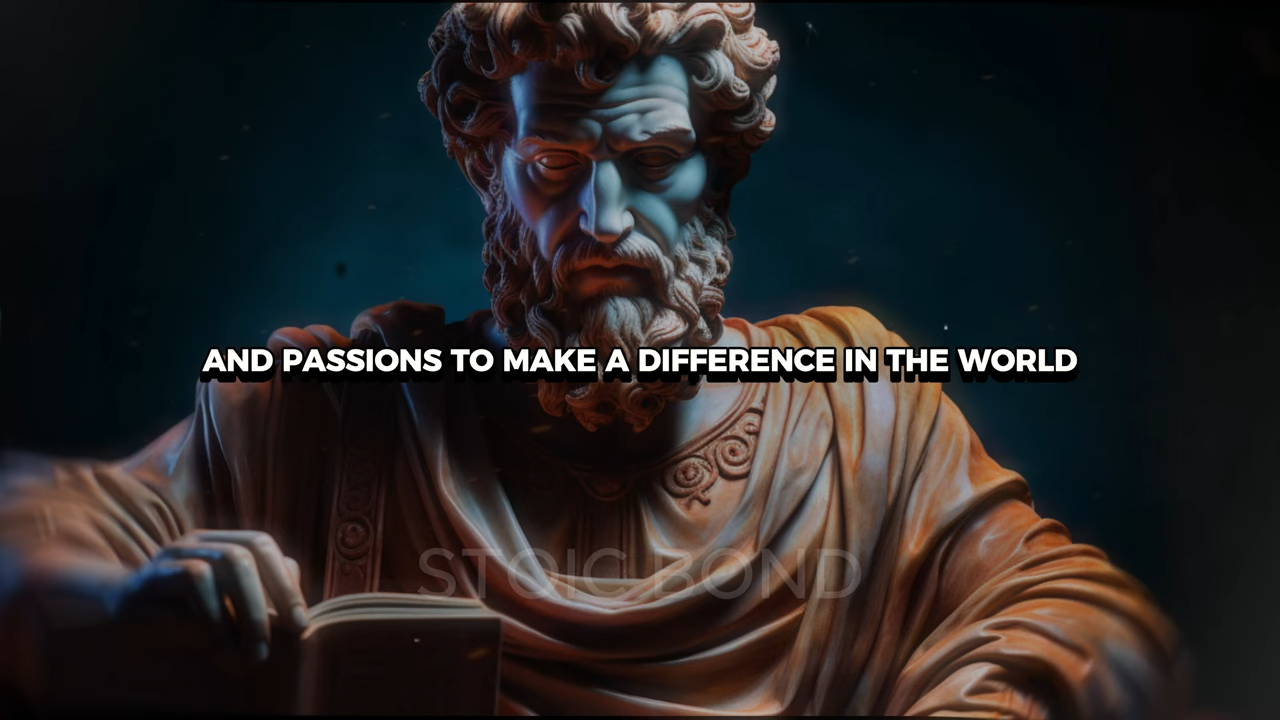 AND PASSIONS TO MAKE A DIFFERENCE IN THE WORLD
STOIC BOND